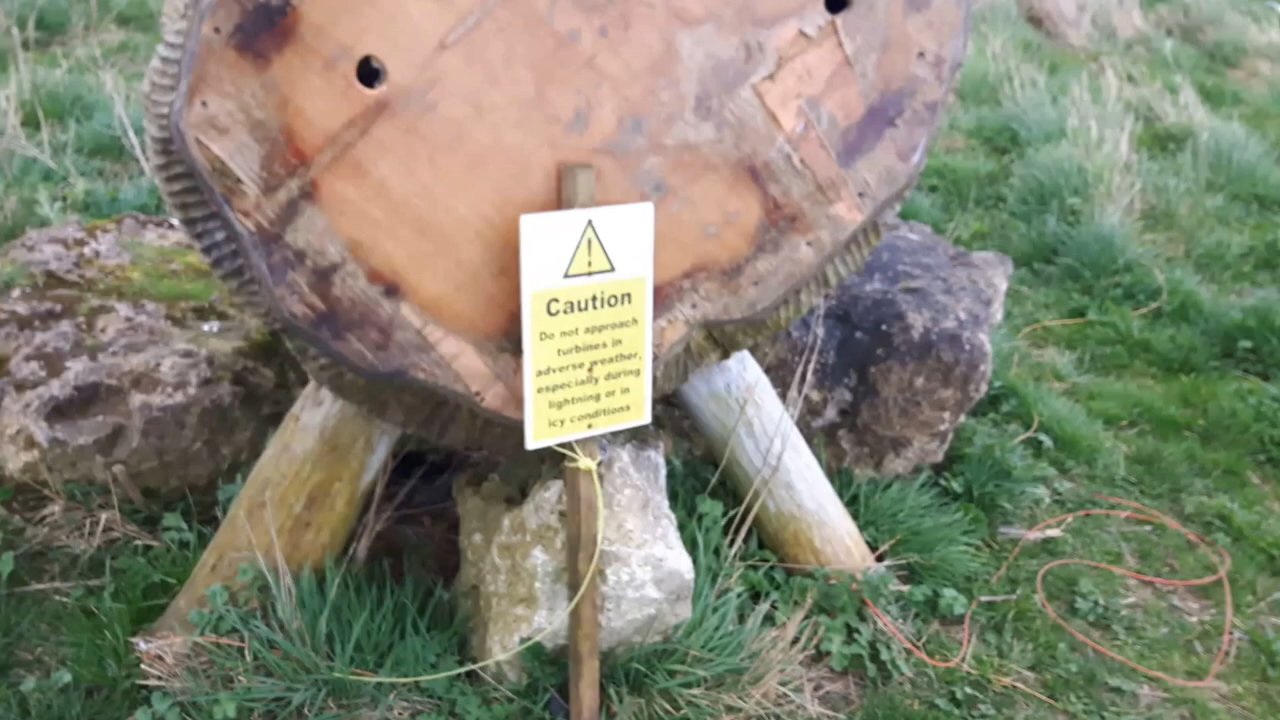 Caution
Do not approach
turbines in
adverse weather,
especially during
lightning or in
icy conditions